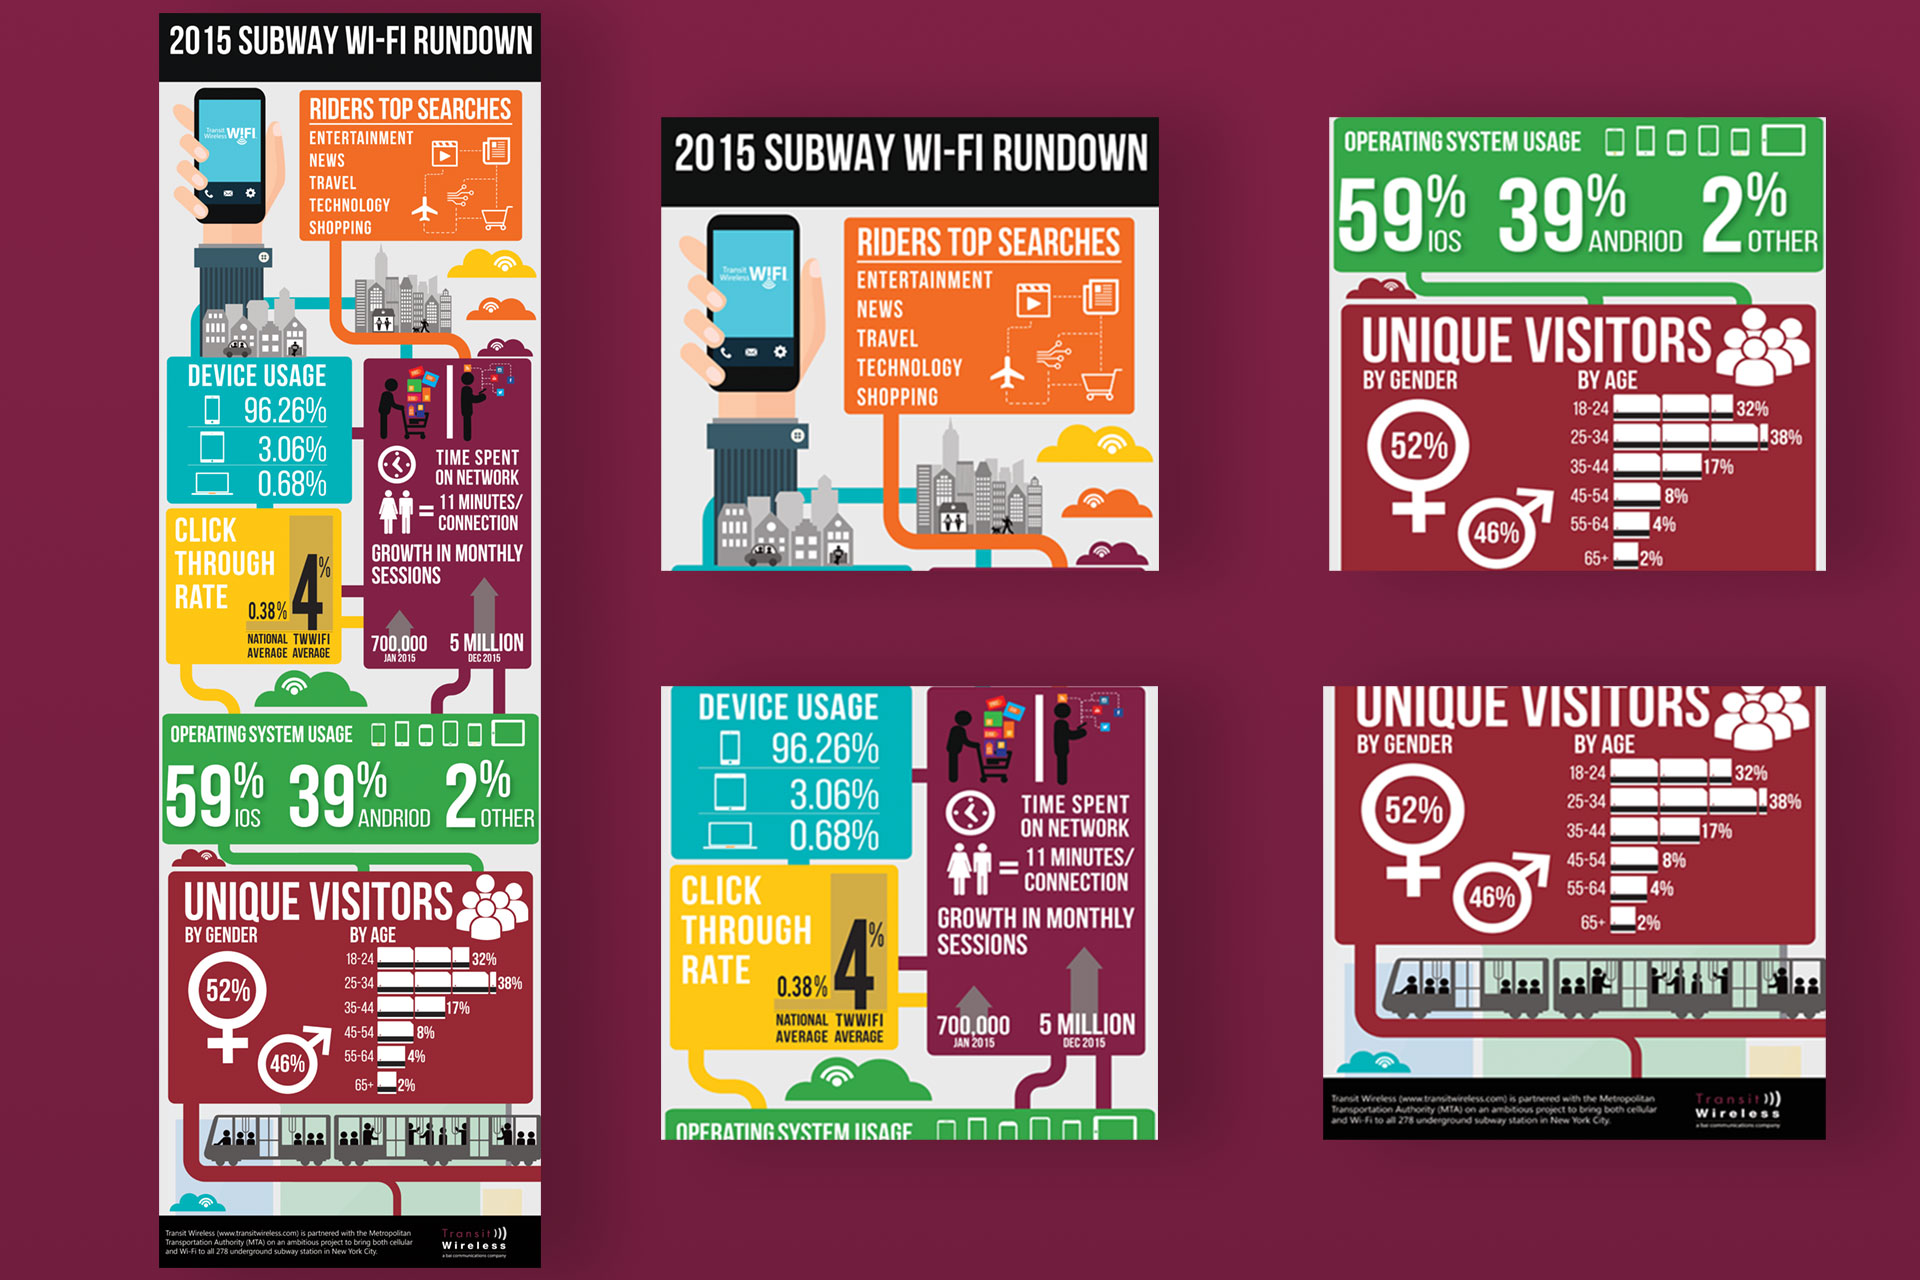 2015 SUBWAY WI-FI RUNDOWN
Transit
Wireless WIFI
RIDERS TOP SEARCHES
ENTERTAINMENT
NEWS
TRAVEL
TECHNOLOGY
SHOPPING
DEVICE USAGE
96.26%
3.06%
0.68%
TIME SPENT
ON NETWORK
= 11 MINUTES/
CONNECTION
GROWTH IN MONTHLY
SESSIONS
700,000
JAN 2015
5 MILLION
DEC 2015
CLICK
THROUGH
RATE
0.38%
NATIONAL
AVERAGE
4%
TWWIFI
AVERAGE
OPERATING SYSTEM USAGE
59% IOS
39% ANDRIOD
2% OTHER
UNIQUE VISITORS
BY GENDER
52%
46%
BY AGE
18-24 32%
25-34 38%
35-44 17%
45-54 8%
55-64 4%
65+ 2%
Transit Wireless (www.transitwireless.com) is partnered with the Metropolitan
Transportation Authority (MTA) on an ambitious project to bring both cellular
and Wi-Fi to all 278 underground subway station in New York City.
Transit
Wireless
a bai communications company
2015 SUBWAY WI-FI RUNDOWN
Transit
Wireless WIFI
RIDERS TOP SEARCHES
ENTERTAINMENT
NEWS
TRAVEL
TECHNOLOGY
SHOPPING
OPERATING SYSTEM USAGE
59% IOS
39% ANDRIOD
2% OTHER
UNIQUE VISITORS
BY GENDER
52%
46%
BY AGE
18-24 32%
25-34 38%
35-44 17%
45-54 8%
55-64 4%
65+ 2%
DEVICE USAGE
96.26%
3.06%
0.68%
TIME SPENT
ON NETWORK
= 11 MINUTES/
CONNECTION
GROWTH IN MONTHLY
SESSIONS
700,000
JAN 2015
5 MILLION
DEC 2015
CLICK
THROUGH
RATE
0.38%
NATIONAL
AVERAGE
4%
TWWIFI
AVERAGE
OPERATING SYSTEM USAGE
UNIQUE VISITORS
BY GENDER
52%
46%
BY AGE
18-24 32%
25-34 38%
35-44 17%
45-54 8%
55-64 4%
65+ 2%
Transit Wireless (www.transitwireless.com) is partnered with the Metropolitan
Transportation Authority (MTA) on an ambitious project to bring both cellular
and Wi-Fi to all 278 underground subway station in New York City.
Transit
Wireless
a bai communications company